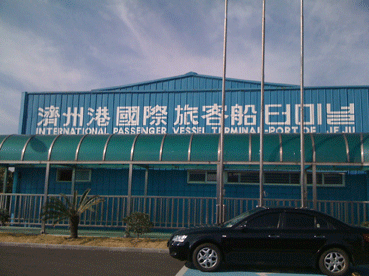 濟州港 國際 旅客船터미널
INTERNATIONAL PASSENGER VESSEL TERMINAL-PORT OF JEJU